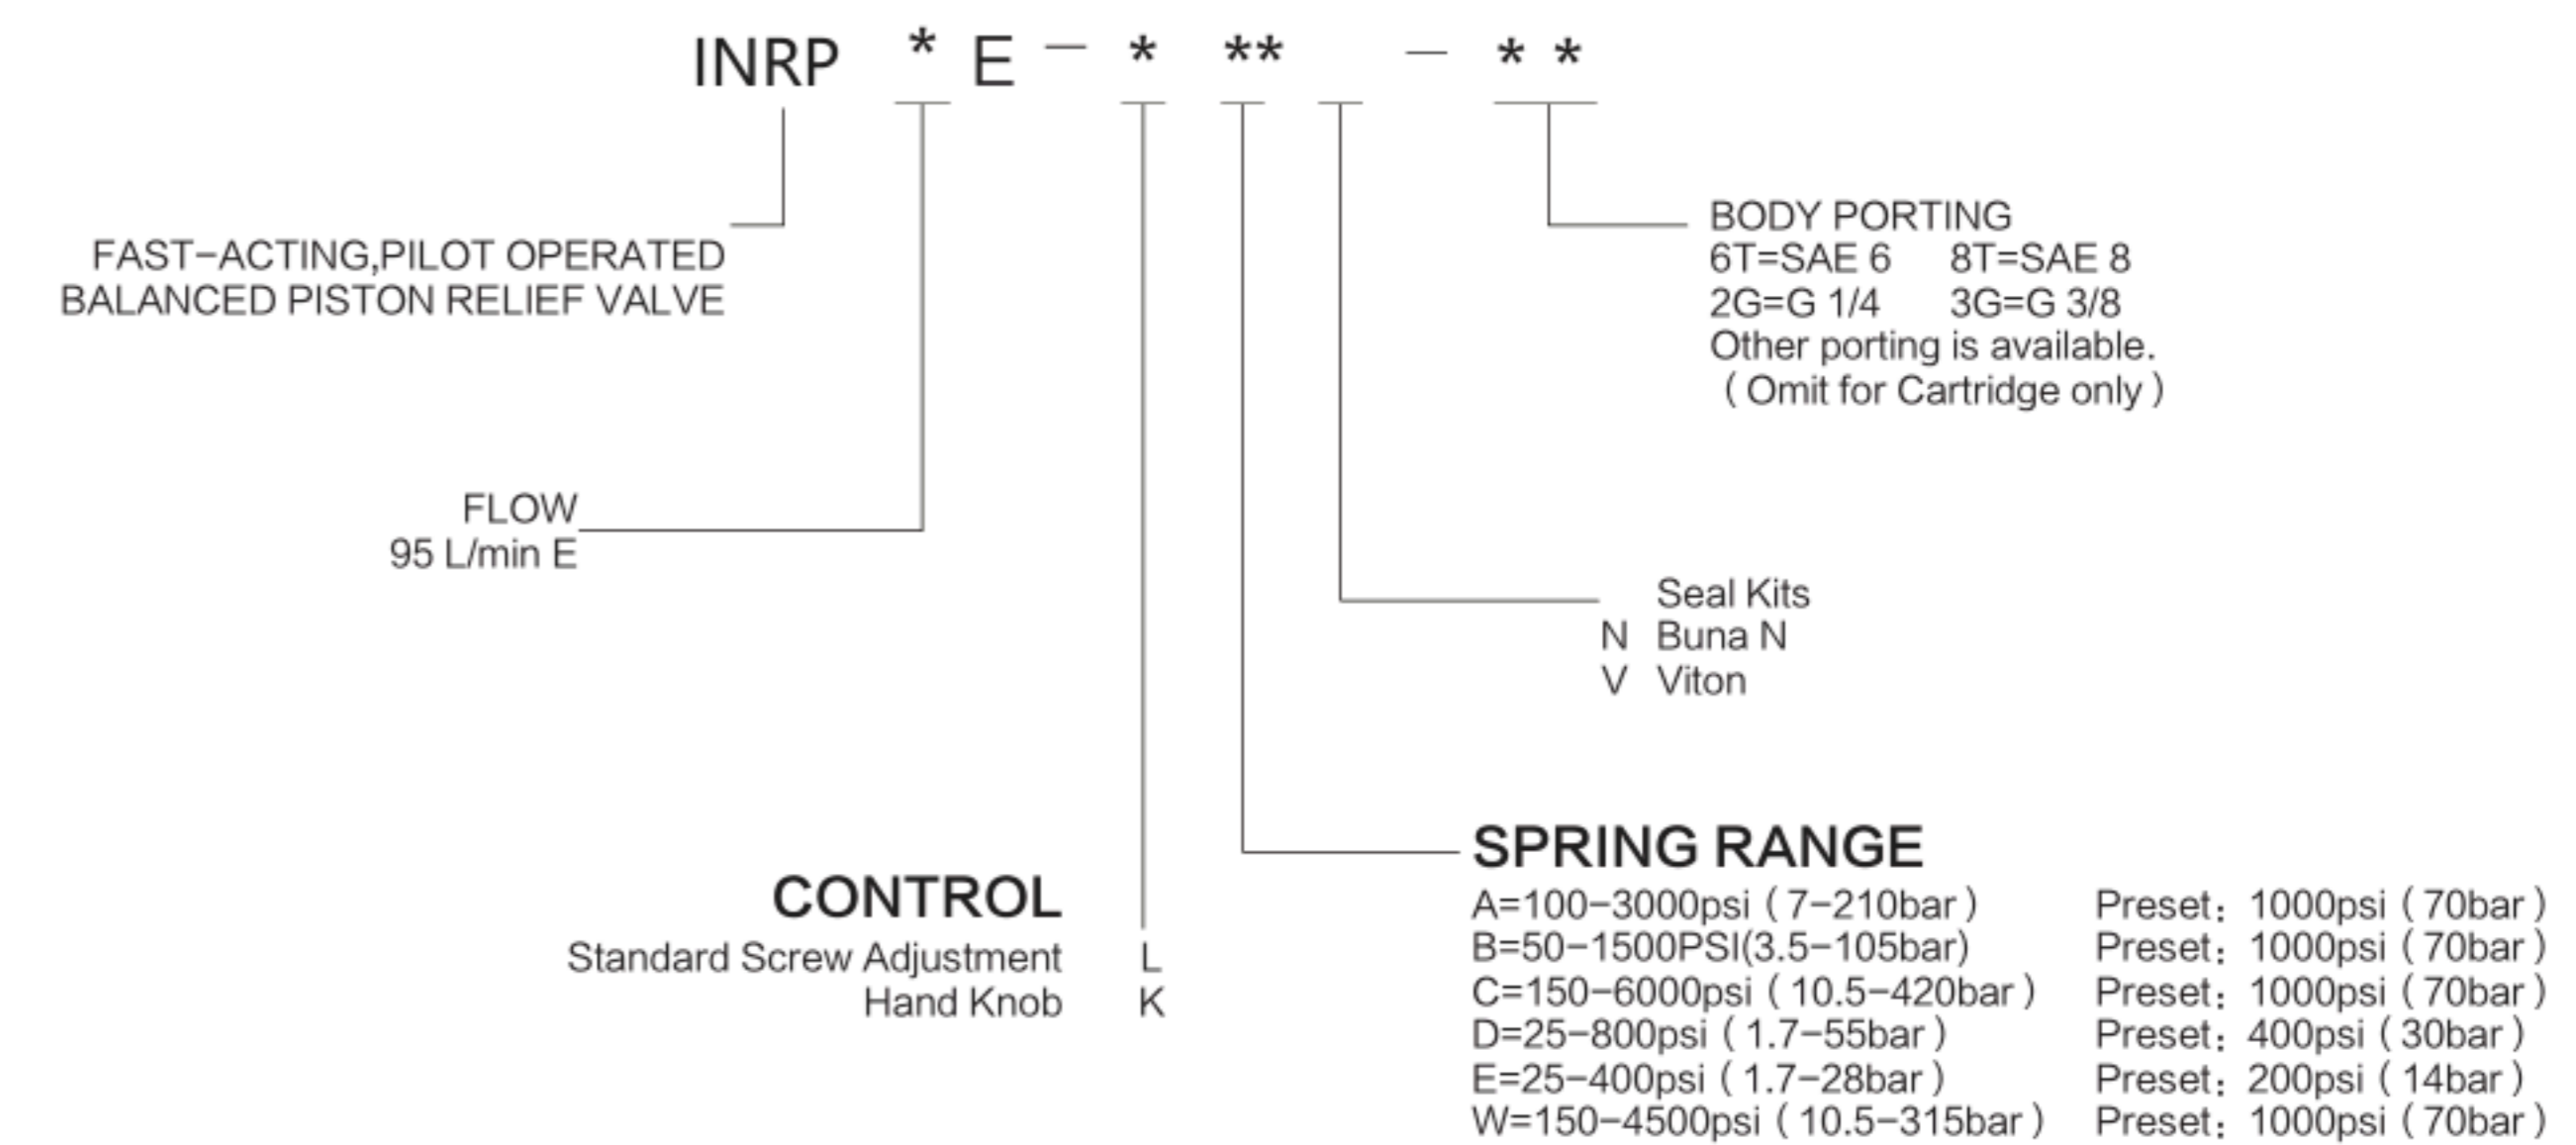 INRP * E - * ** - * *
FAST-ACTING,PILOT OPERATED
BALANCED PISTON RELIEF VALVE
BODY PORTING
6T=SAE 6 8T=SAE 8
2G=G 1/4 3G=G 3/8
Other porting is available.
(Omit for Cartridge only)
FLOW
95 L/min E
Seal Kits
N Buna N
V Viton
CONTROL
Standard Screw Adjustment L
Hand Knob K
SPRING RANGE
A=100-3000psi (7-210bar) Preset: 1000psi (70bar)
B=50-1500PSI(3.5-105bar) Preset: 1000psi (70bar)
C=150-6000psi (10.5-420bar) Preset: 1000psi (70bar)
D=25-800psi (1.7-55bar) Preset: 400psi (30bar)
E=25-400psi (1.7-28bar) Preset: 200psi (14bar)
W=150-4500psi (10.5-315bar) Preset: 1000psi (70bar)